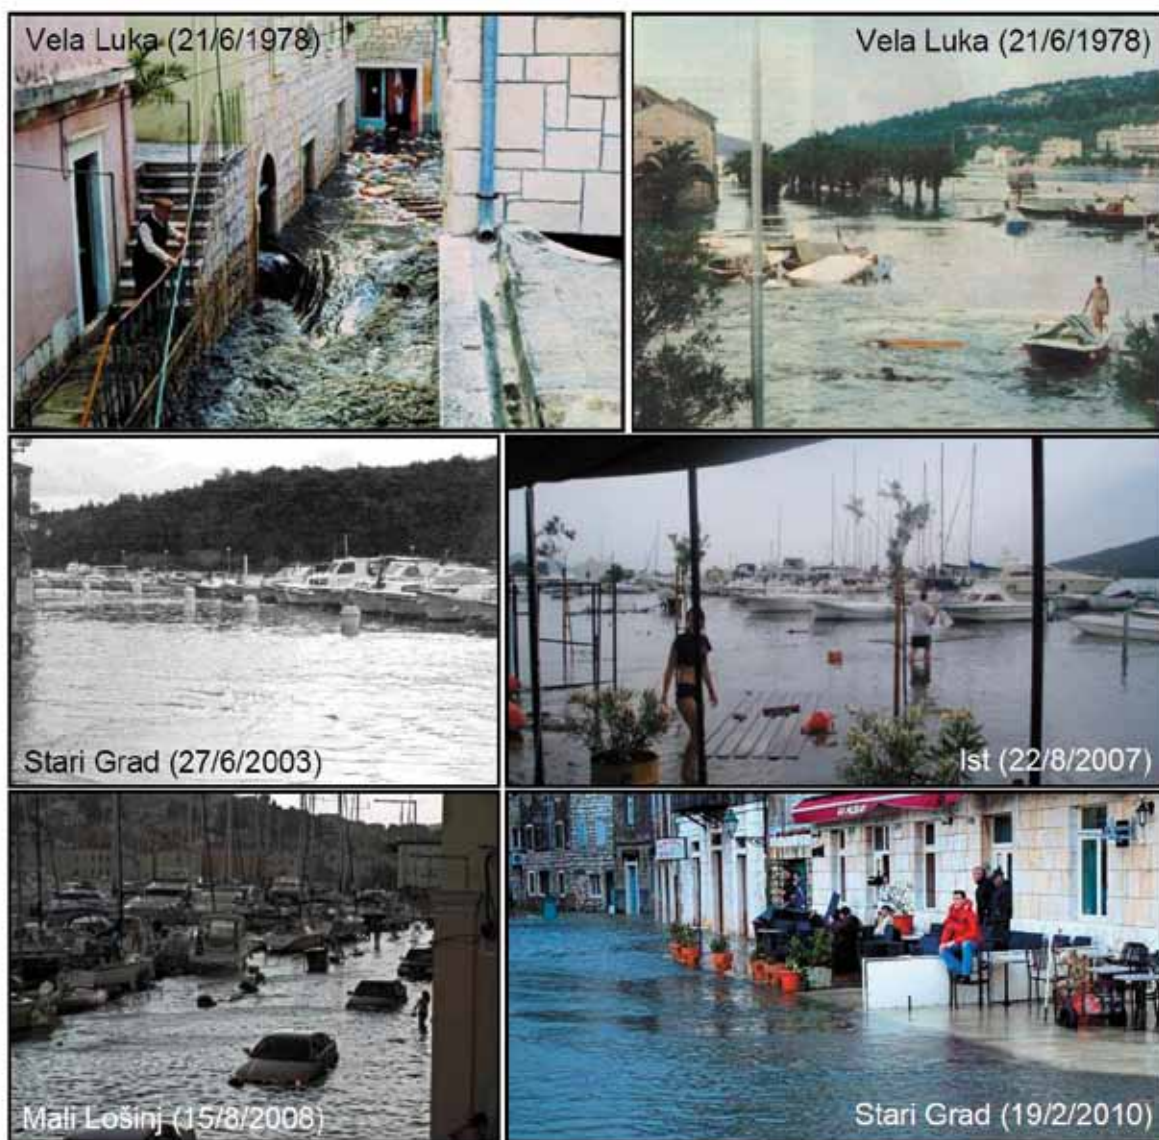 Vela Luka (21/6/1978)
Vela Luka (21/6/1978)
Stari Grad (27/6/2003)
Ist (22/8/2007)
Mali Lošinj (15/8/2008)
Stari Grad (19/2/2010)